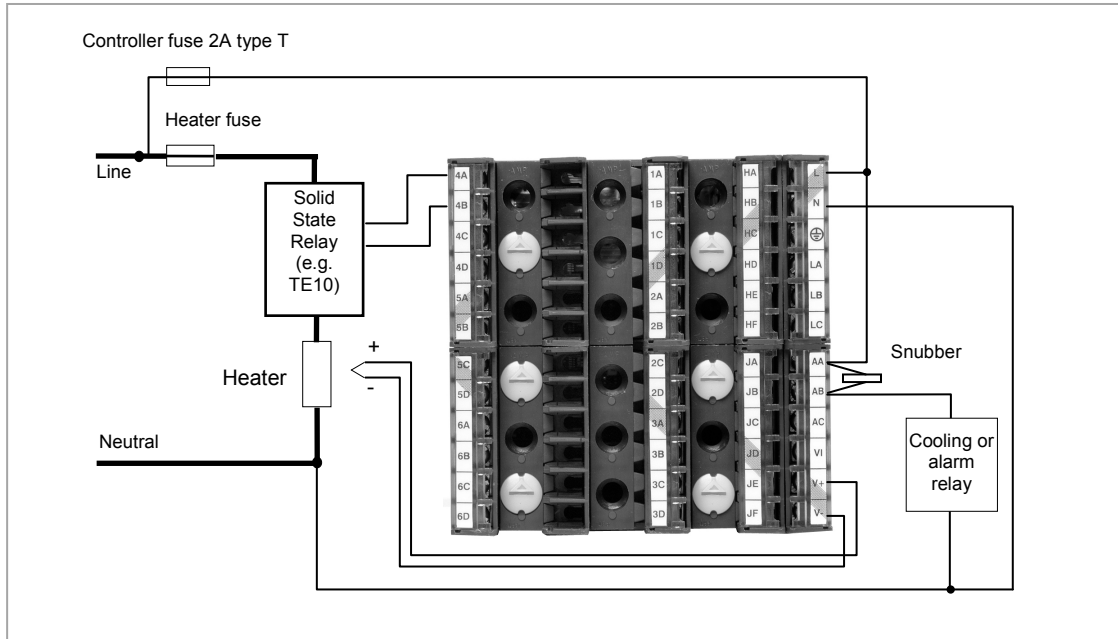 Controller fuse 2A type T
Heater fuse
Line
Solid
State
Relay
(e.g.
TE10)
Heater
+
-
Neutral
4A
4B
4C
4D
5A
5B
5C
5D
6A
6B
6C
6D
1A
1B
1C
1D
2A
2B
2C
2D
3A
3B
3C
3D
HA
HB
HC
HD
HE
HF
JA
JB
JC
JD
JE
JF
L
N
LA
LB
LC
AA
AB
AC
VI
V+
V-
Snubber
Cooling or
alarm
relay